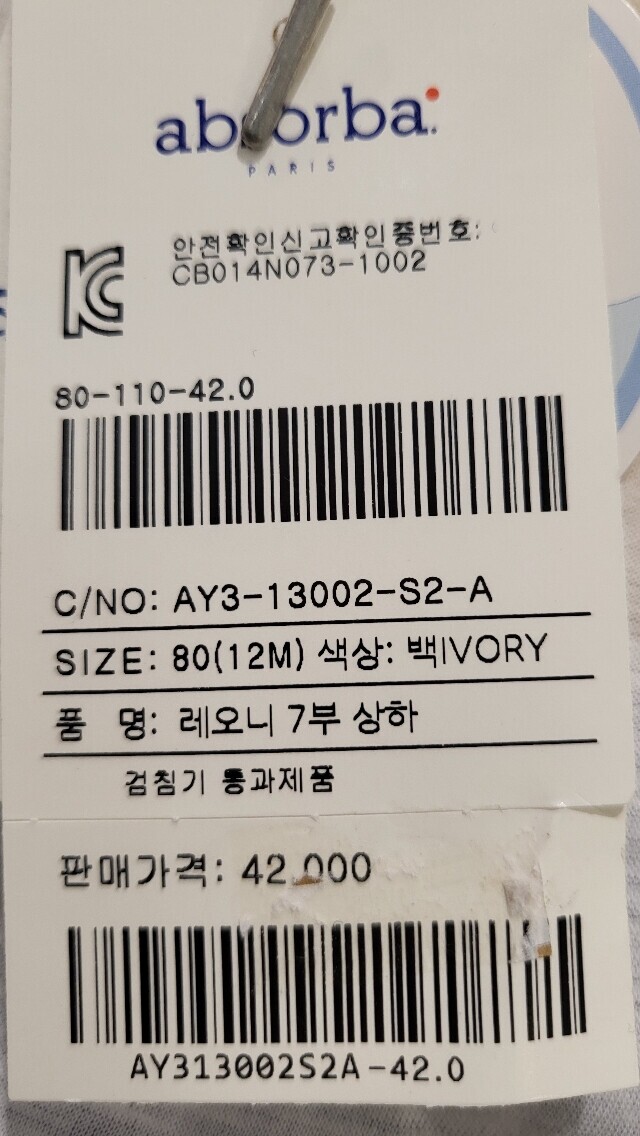 absorba.
PARIS
안전확인신고확인증번호:
CB014N073-1002
80-110-42.0
C/NO: AY3-13002-S2-A
SIZE: 80(12M) 색상: 백IVORY
품 명: 레오니 7부 상하
검침기 통과제품
판매가격: 42,000
AY313002S2A-42.0